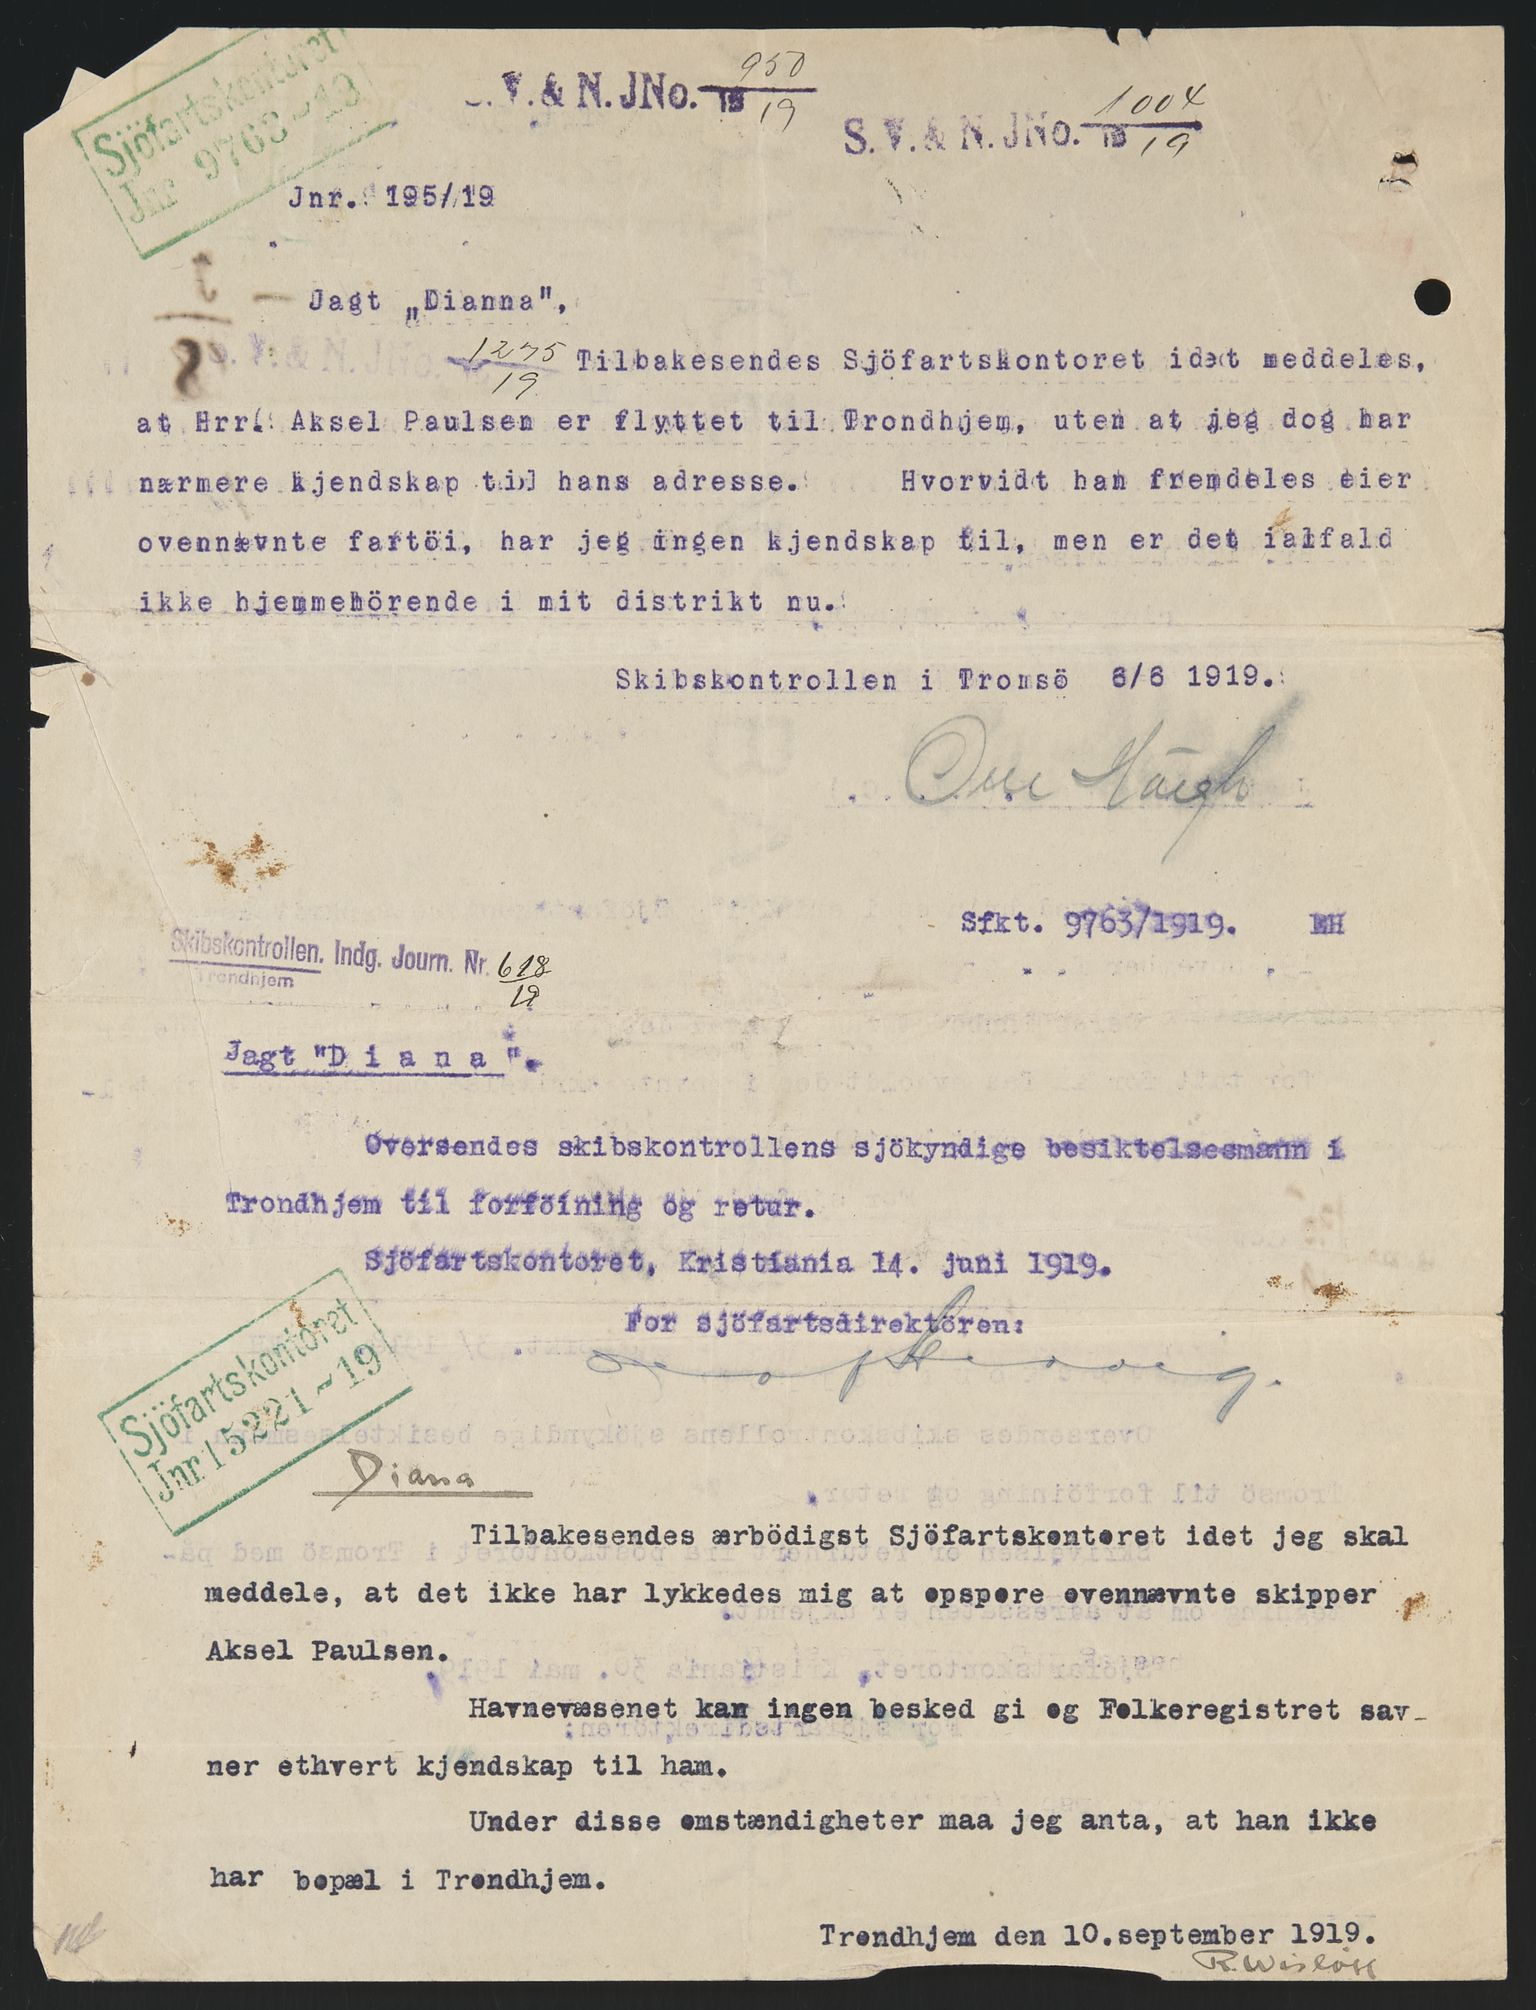 Sjöfartskontoret
Jnr 9763-19
S. V. & N. JNo. 950
19
S. V. & N. JNo. 1004
19
Jnr. 195/19
Jagt „Dianna",
1275
19
Tilbakesendes Sjöfartskontoret idet meddeles,
at Hrr. Aksel Paulsen er flyttet til Trondhjem, uten at jeg dog har
nærmere kjendskap til hans adresse. Hvorvidt han fremdeles eier
ovennævnte fartöi, har jeg ingen kjendskap til, men er det ialfald
ikke hjemmehörende i mit distrikt nu.
Skibskontrollen i Tromsö 6/6 1919.
Sfkt. 9763/1919. MH
Skibskontrollen. Indg. Journ. Nr. 618
Trondhjem 19
Jagt "D i a n a".
Oversendes skibskontrollens sjökyndige besiktelsesmann i
Trondhjem til forföining og retur.
Sjöfartskontoret, Kristiania 14. juni 1919.
For sjöfartsdirektören:
Sjöfartskontoret
Jnr 15221-19
Diana
Tilbakesendes ærbödigst Sjöfartskontoret idet jeg skal
meddele, at det ikke har lykkedes mig at opspore ovennævnte skipper
Aksel Paulsen.
Havnevæsenet kan ingen besked gi og Folkeregistret sav-
ner ethvert kjendskap til ham.
Under disse omstændigheter maa jeg anta, at han ikke
har bopæl i Trondhjem.
Trondhjem den 10.september 1919.
R. Wisløff